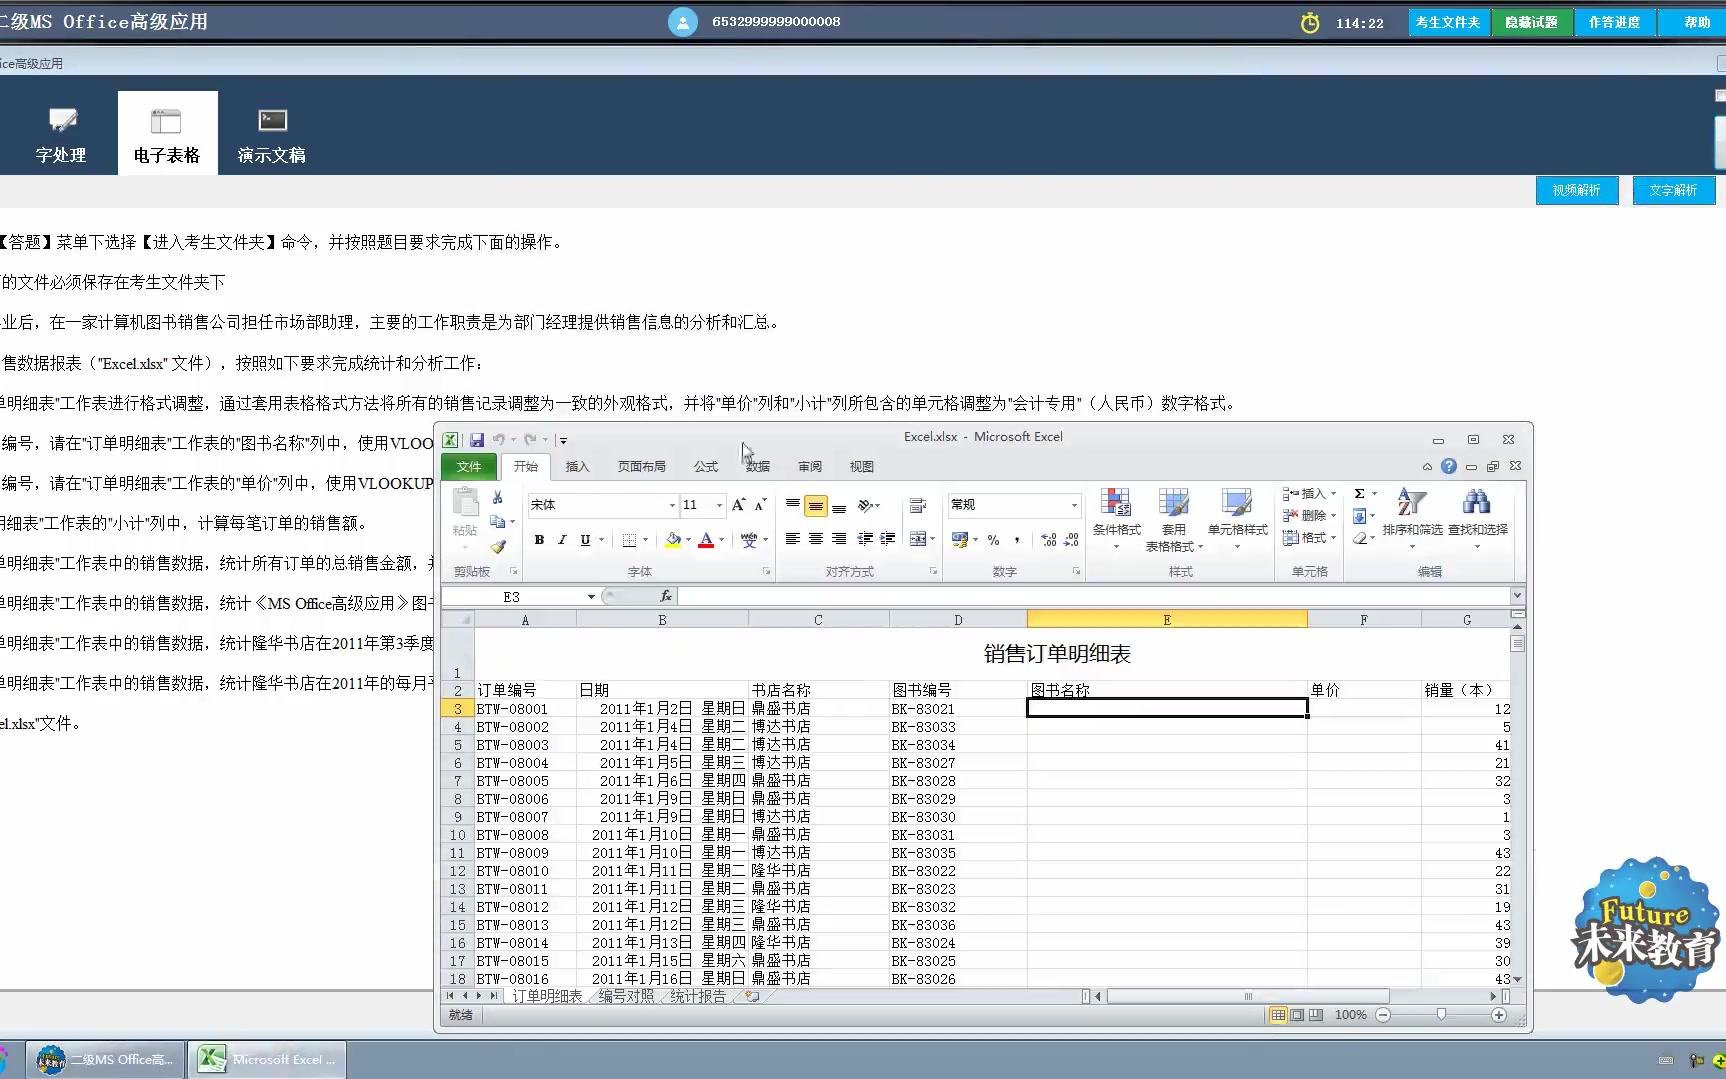 二级MS Office高级应用
6532999999000008
114:22
考生文件夹
隐藏试题
作答进度
帮助
ice高级应用
字处理
电子表格
演示文稿
视频解析
文字解析
【答题】菜单下选择【进入考生文件夹】命令，并按照题目要求完成下面的操作。
的文件必须保存在考生文件夹下
业后，在一家计算机图书销售公司担任市场部助理，主要的工作职责是为部门经理提供销售信息的分析和汇总。
售数据报表（"Excel.xlsx" 文件），按照如下要求完成统计和分析工作：
单明细表"工作表进行格式调整，通过套用表格格式方法将所有的销售记录调整为一致的外观格式，并将"单价"列和"小计"列所包含的单元格调整为"会计专用"（人民币）数字格式。
编号，请在"订单明细表"工作表的"图书名称"列中，使用VLOO
编号，请在"订单明细表"工作表的"单价"列中，使用VLOOKUP
明细表"工作表的"小计"列中，计算每笔订单的销售额。
单明细表"工作表中的销售数据，统计所有订单的总销售金额，
单明细表"工作表中的销售数据，统计《MS Office高级应用》图书
单明细表"工作表中的销售数据，统计隆华书店在2011年第3季度
单明细表"工作表中的销售数据，统计隆华书店在2011年的每月平
el.xlsx"文件。
Excel.xlsx - Microsoft Excel
文件 开始 插入 页面布局 公式 数据 审阅 视图
粘贴 宋体 11 常规 条件格式 套用 表格格式 单元格样式 插入 删除 格式 排序和筛选 查找和选择
B I U A wén 文 % ,
剪贴板 字体 对齐方式 数字 样式 单元格 编辑
E3 fx
A B C D E F G
1 销售订单明细表
2 订单编号 日期 书店名称 图书编号 图书名称 单价 销量（本）
3 BTW-08001 2011年1月2日 星期日 鼎盛书店 BK-83021 12
4 BTW-08002 2011年1月4日 星期二 博达书店 BK-83033 5
5 BTW-08003 2011年1月4日 星期二 博达书店 BK-83034 41
6 BTW-08004 2011年1月5日 星期三 博达书店 BK-83027 21
7 BTW-08005 2011年1月6日 星期四 鼎盛书店 BK-83028 32
8 BTW-08006 2011年1月9日 星期日 鼎盛书店 BK-83029 3
9 BTW-08007 2011年1月9日 星期日 博达书店 BK-83030 1
10 BTW-08008 2011年1月10日 星期一 鼎盛书店 BK-83031 3
11 BTW-08009 2011年1月10日 星期一 博达书店 BK-83035 43
12 BTW-08010 2011年1月11日 星期二 隆华书店 BK-83022 22
13 BTW-08011 2011年1月11日 星期二 鼎盛书店 BK-83023 31
14 BTW-08012 2011年1月12日 星期三 隆华书店 BK-83032 19
15 BTW-08013 2011年1月12日 星期三 鼎盛书店 BK-83036 43
16 BTW-08014 2011年1月13日 星期四 隆华书店 BK-83024 39
17 BTW-08015 2011年1月15日 星期六 鼎盛书店 BK-83025 30
18 BTW-08016 2011年1月16日 星期日 鼎盛书店 BK-83026 43
订单明细表 编号对照 统计报告
就绪 100%
Future
未来教育
二级MS Office高...
Microsoft Excel ...